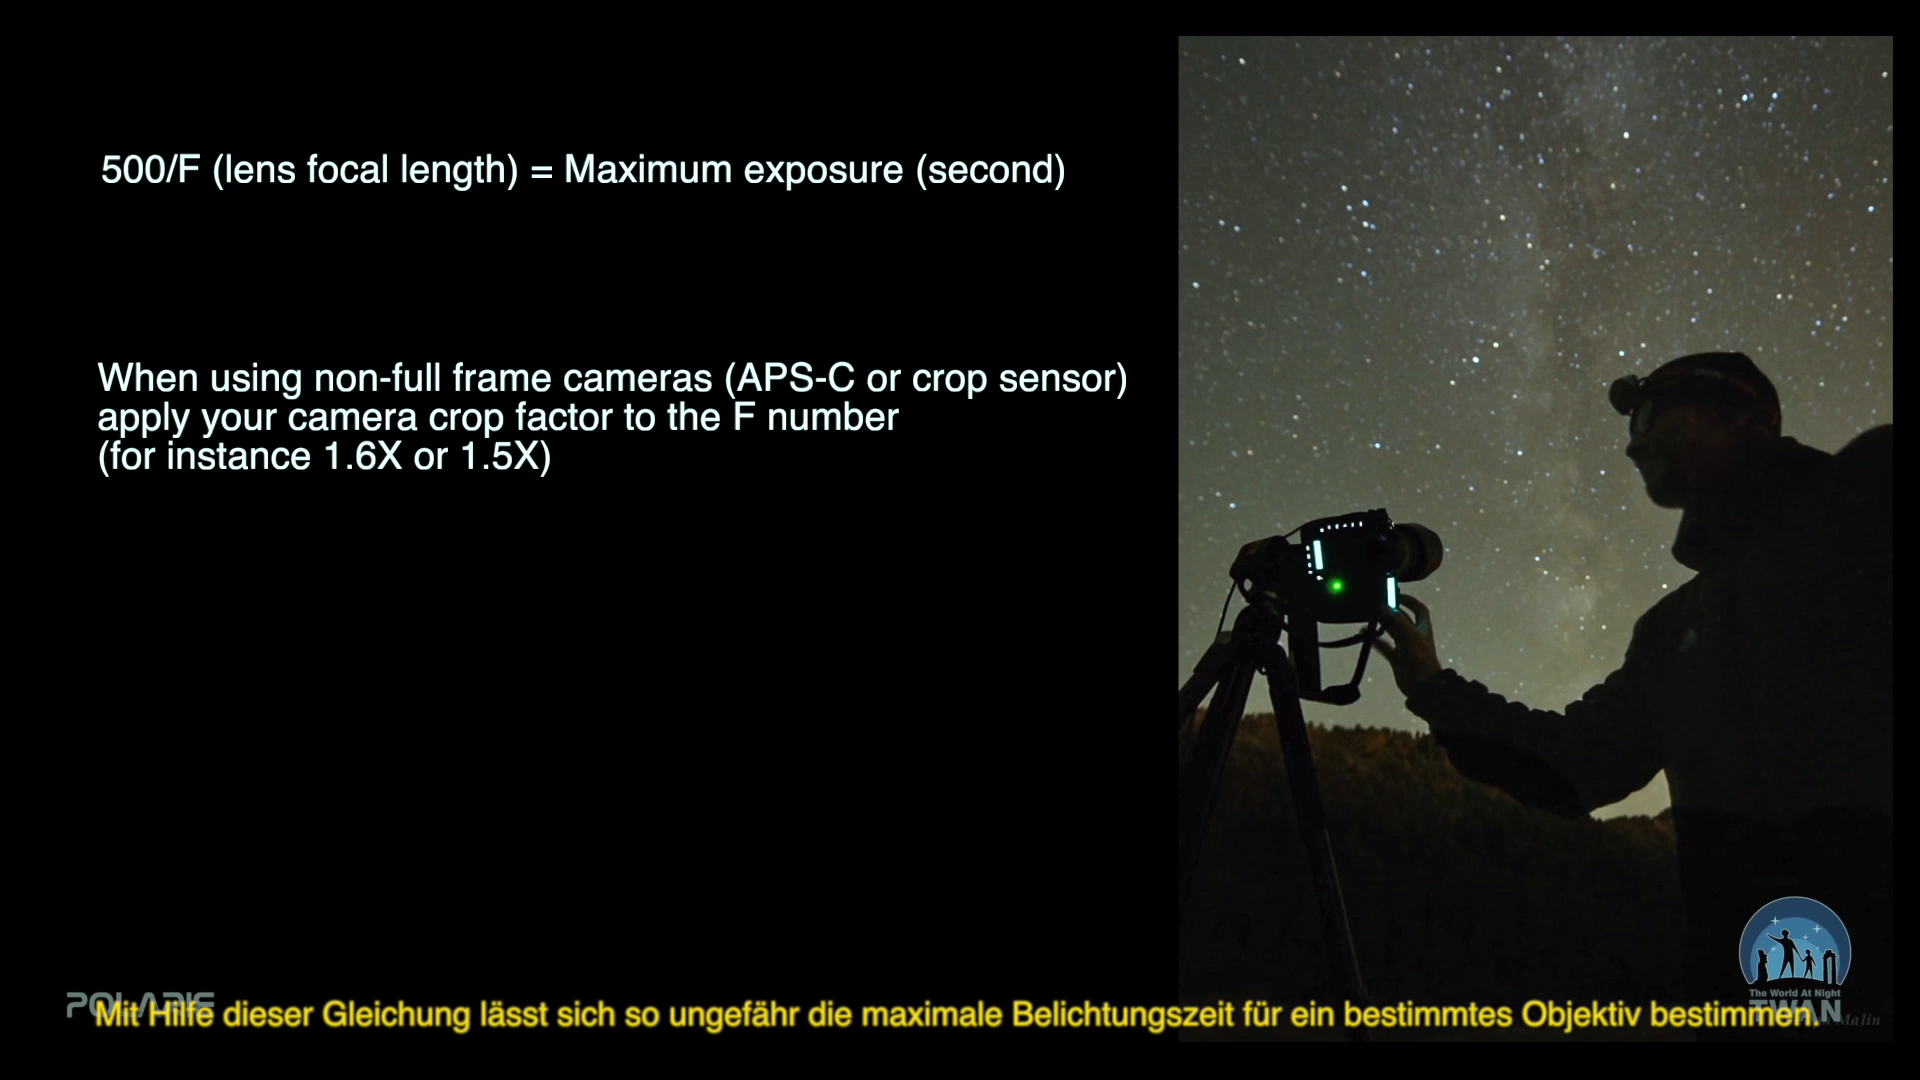 500/F (lens focal length) = Maximum exposure (second)
When using non-full frame cameras (APS-C or crop sensor)
apply your camera crop factor to the F number
(for instance 1.6X or 1.5X)
The World At Night
TWAN
Malin
POLARIE
Mit Hilfe dieser Gleichung lässt sich so ungefähr die maximale Belichtungszeit für ein bestimmtes Objektiv bestimmen.